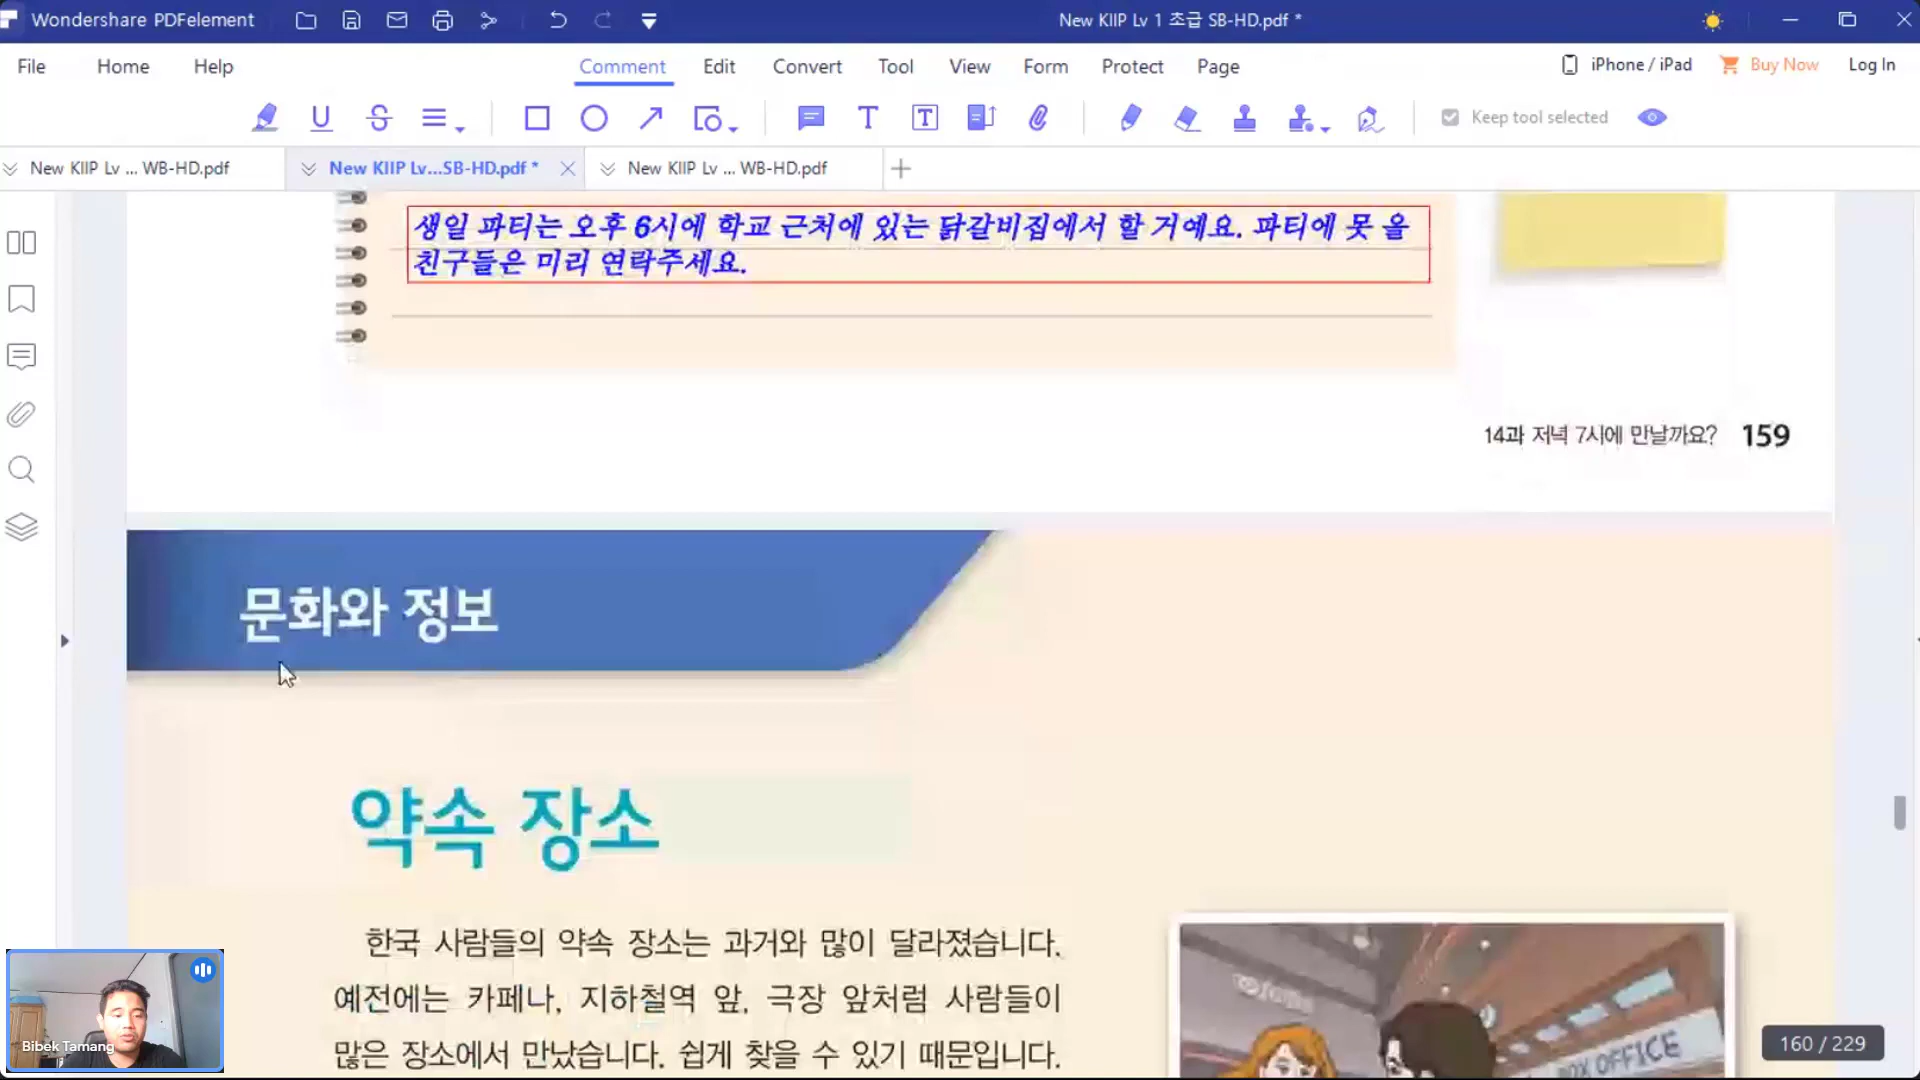 Wondershare PDFelement
New KIIP Lv 1 초급 SB-HD.pdf *
File Home Help Comment Edit Convert Tool View Form Protect Page iPhone / iPad Buy Now Log In
Keep tool selected
New KIIP Lv ... WB-HD.pdf New KIIP Lv...SB-HD.pdf * New KIIP Lv ... WB-HD.pdf
생일 파티는 오후 6시에 학교 근처에 있는 닭갈비집에서 할 거예요. 파티에 못 올
친구들은 미리 연락주세요.
14과 저녁 7시에 만날까요? 159
문화와 정보
약속 장소
한국 사람들의 약속 장소는 과거와 많이 달라졌습니다.
예전에는 카페나, 지하철역 앞, 극장 앞처럼 사람들이
많은 장소에서 만났습니다. 쉽게 찾을 수 있기 때문입니다.
BOX OFFICE
Bibek Tamang
160 / 229